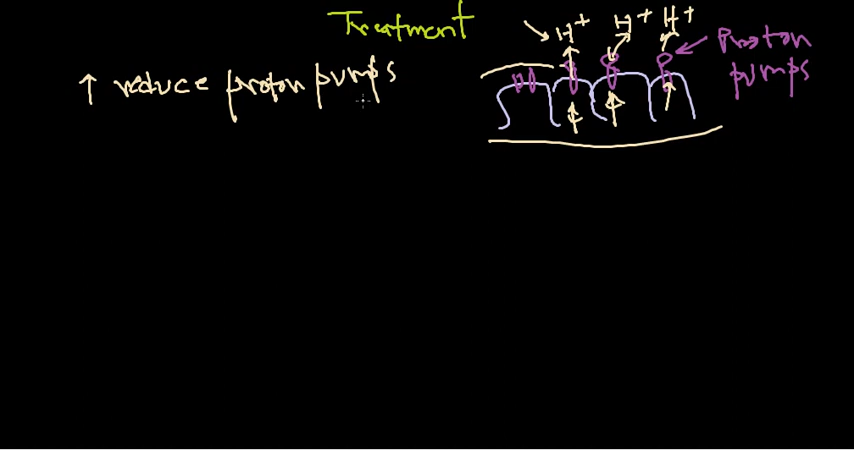 Treatment
H+ H+ H+
Proton
pumps
↑ reduce proton pumps